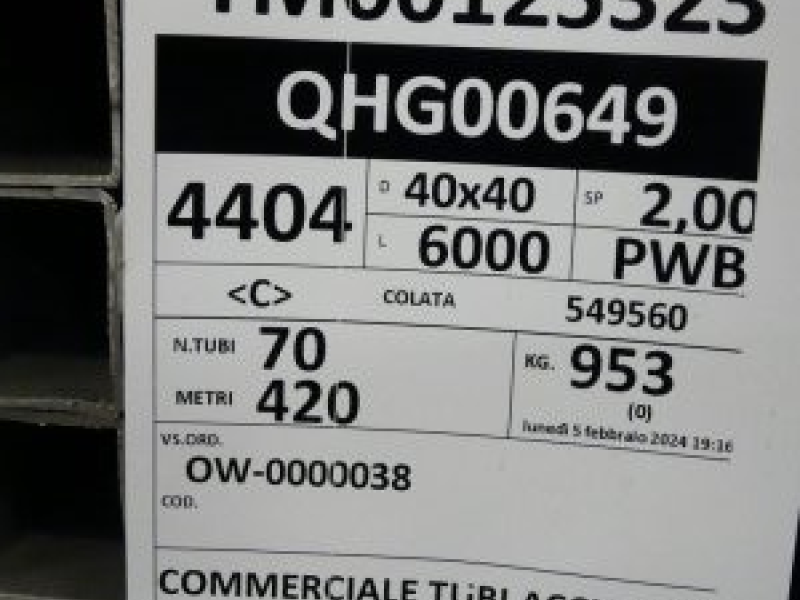 QHG00649
4404 D 40x40 SP 2,00
L 6000 PWB
<C> COLATA 549560
N.TUBI 70 KG. 953
METRI 420 (0)
lunedì 5 febbraio 2024 19:16
VS.ORD.
OW-0000038
COD.
COMMERCIALE